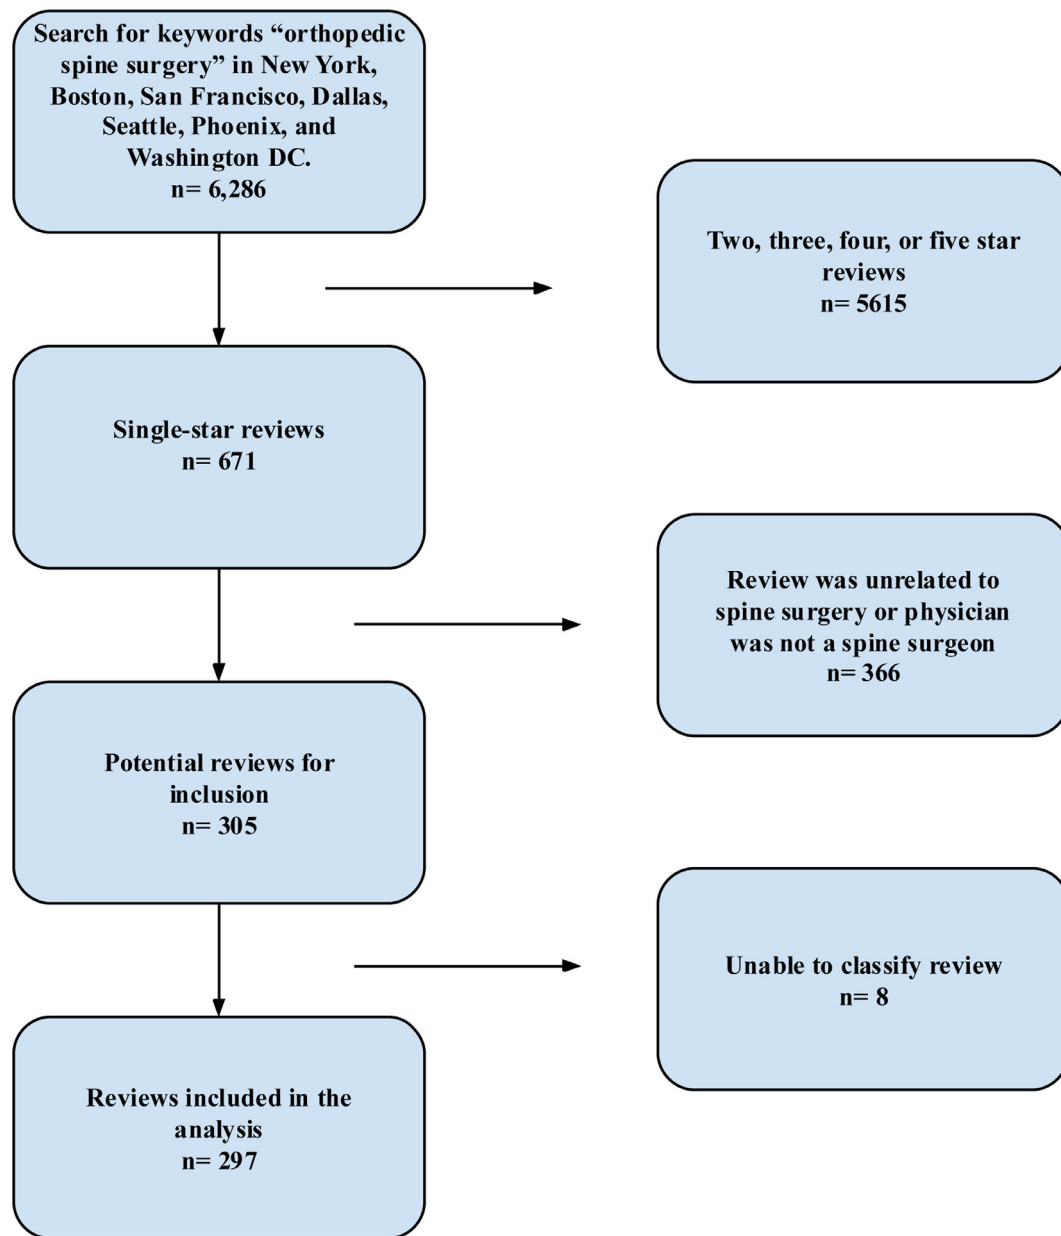 Search for keywords “orthopedic
spine surgery” in New York,
Boston, San Francisco, Dallas,
Seattle, Phoenix, and
Washington DC.
n= 6,286
Two, three, four, or five star
reviews
n= 5615
Single-star reviews
n= 671
Review was unrelated to
spine surgery or physician
was not a spine surgeon
n= 366
Potential reviews for
inclusion
n= 305
Unable to classify review
n= 8
Reviews included in the
analysis
n= 297